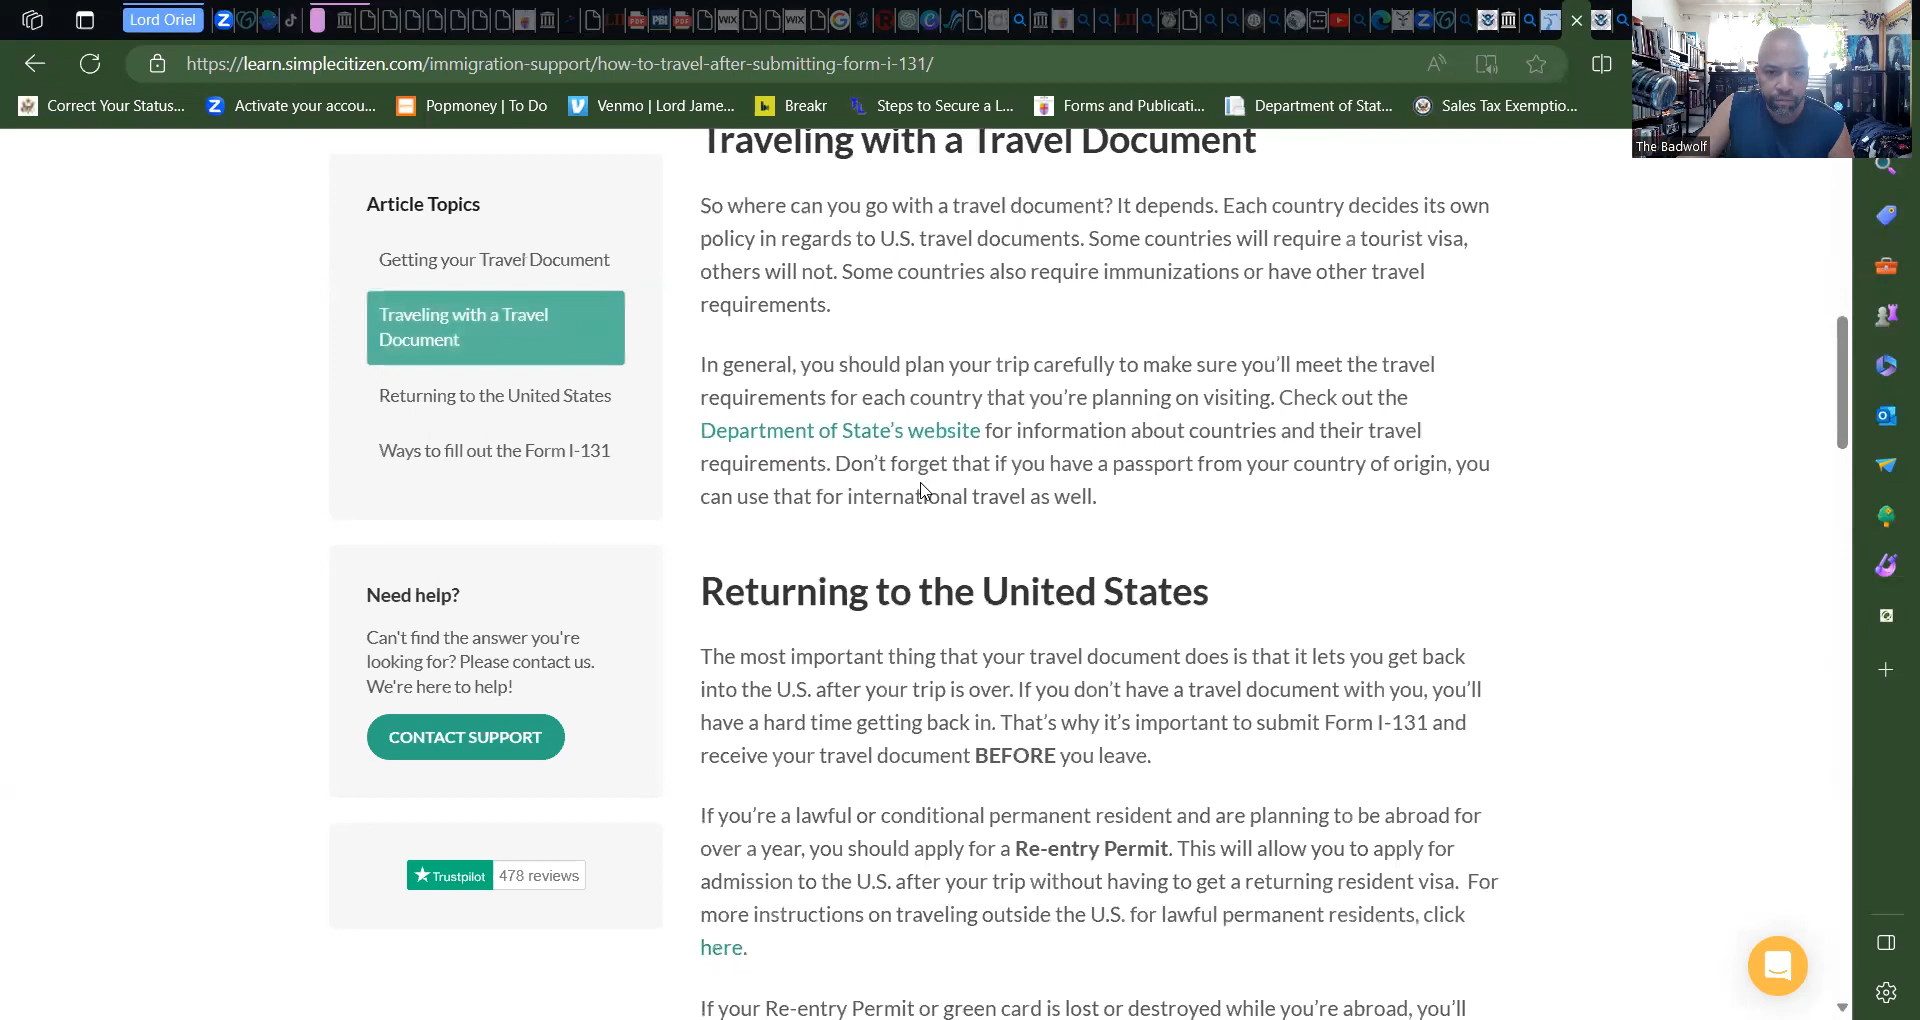 Lord Oriel
https://learn.simplecitizen.com/immigration-support/how-to-travel-after-submitting-form-i-131/
Correct Your Status...
Activate your accou...
Popmoney | To Do
Venmo | Lord Jame...
Breakr
Steps to Secure a L...
Forms and Publicati...
Department of Stat...
Sales Tax Exemptio...
The Badwolf
Article Topics
Getting your Travel Document
Traveling with a Travel
Document
Returning to the United States
Ways to fill out the Form I-131
Need help?
Can't find the answer you're
looking for? Please contact us.
We're here to help!
CONTACT SUPPORT
Trustpilot 478 reviews
Traveling with a Travel Document
So where can you go with a travel document? It depends. Each country decides its own
policy in regards to U.S. travel documents. Some countries will require a tourist visa,
others will not. Some countries also require immunizations or have other travel
requirements.
In general, you should plan your trip carefully to make sure you’ll meet the travel
requirements for each country that you’re planning on visiting. Check out the
Department of State’s website for information about countries and their travel
requirements. Don’t forget that if you have a passport from your country of origin, you
can use that for international travel as well.
Returning to the United States
The most important thing that your travel document does is that it lets you get back
into the U.S. after your trip is over. If you don’t have a travel document with you, you’ll
have a hard time getting back in. That’s why it’s important to submit Form I-131 and
receive your travel document BEFORE you leave.
If you’re a lawful or conditional permanent resident and are planning to be abroad for
over a year, you should apply for a Re-entry Permit. This will allow you to apply for
admission to the U.S. after your trip without having to get a returning resident visa. For
more instructions on traveling outside the U.S. for lawful permanent residents, click
here.
If your Re-entry Permit or green card is lost or destroyed while you’re abroad, you’ll